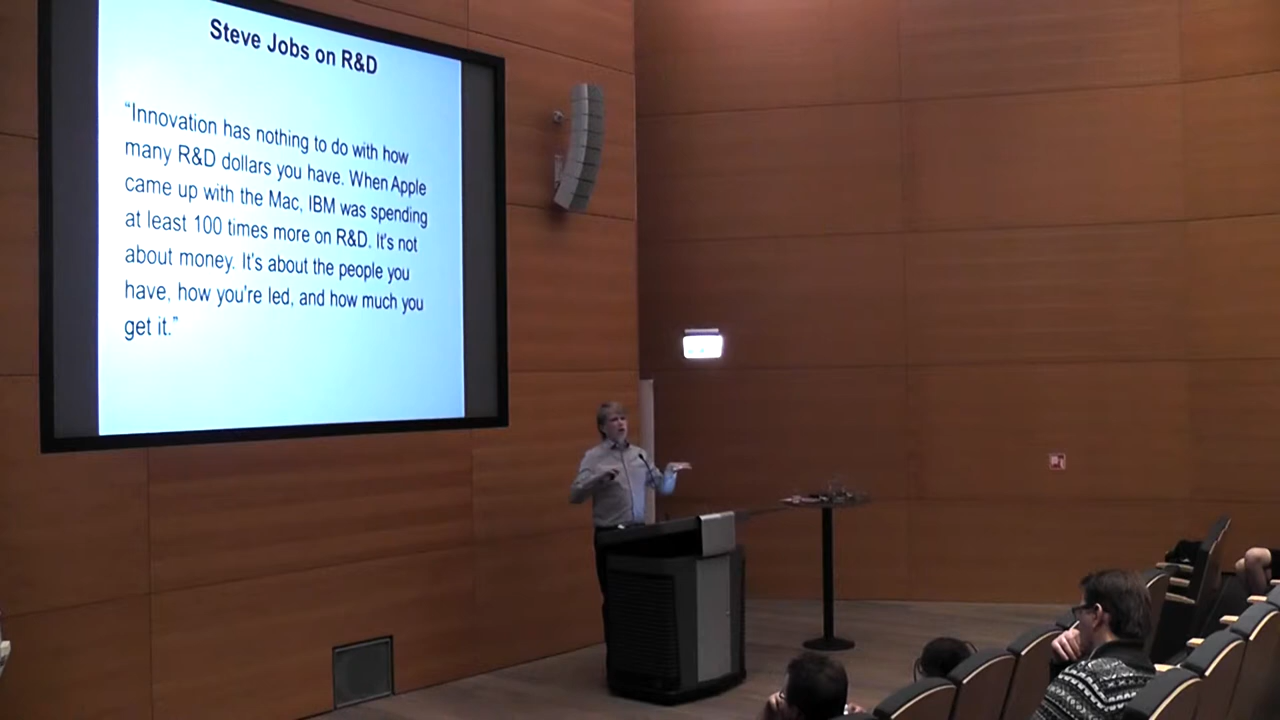 Steve Jobs on R&D
“Innovation has nothing to do with how
many R&D dollars you have. When Apple
came up with the Mac, IBM was spending
at least 100 times more on R&D. It's not
about money. It's about the people you
have, how you're led, and how much you
get it.”